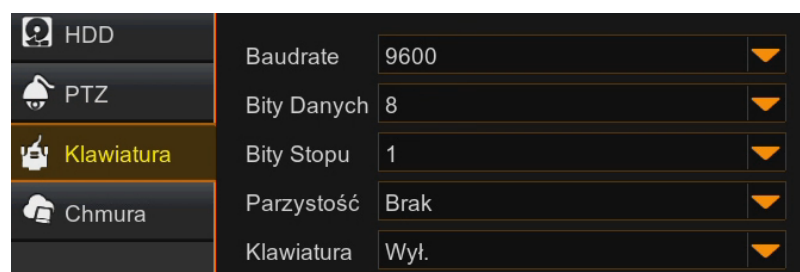 HDD
PTZ
Klawiatura
Chmura
Baudrate 9600
Bity Danych 8
Bity Stopu 1
Parzystość Brak
Klawiatura Wył.